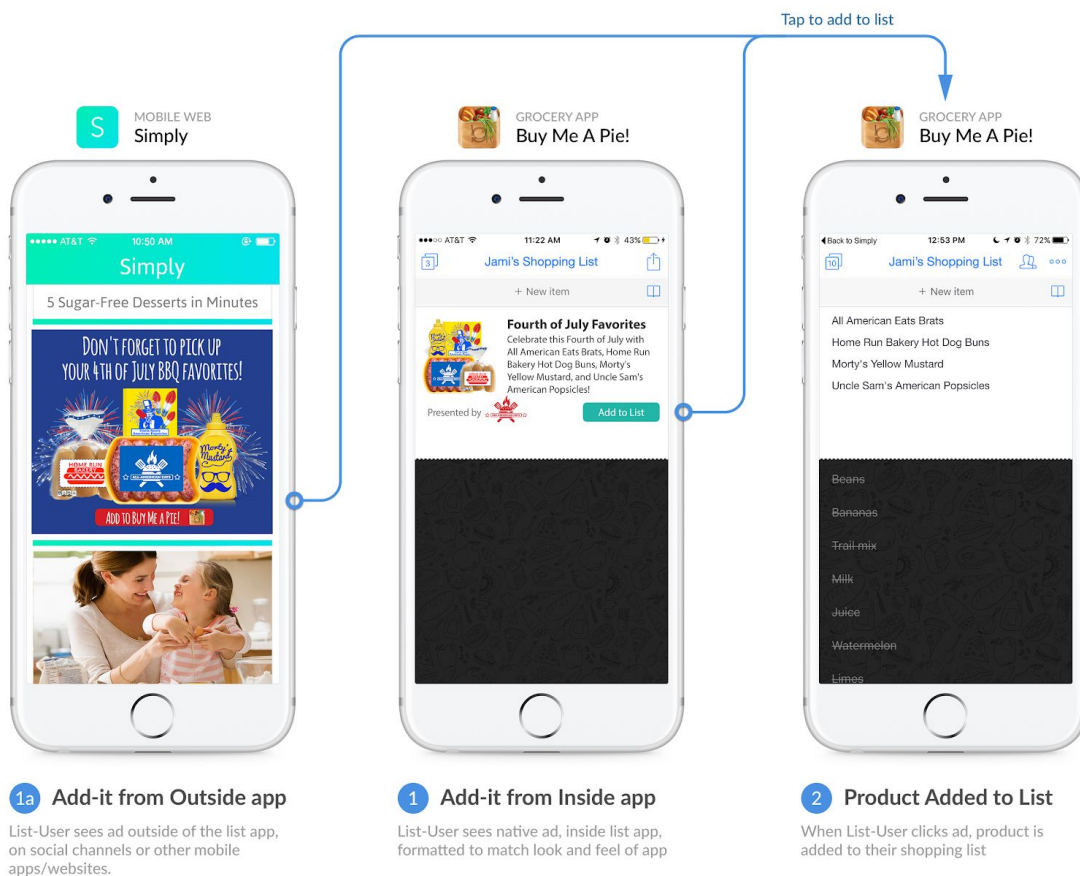 Tap to add to list
S
MOBILE WEB
Simply
GROCERY APP
Buy Me A Pie!
GROCERY APP
Buy Me A Pie!
AT&T 10:50 AM
Simply
5 Sugar-Free Desserts in Minutes
DON'T FORGET TO PICK UP
YOUR 4TH OF JULY BBQ FAVORITES!
HOME RUN
BAKERY
ALL AMERICAN EATS
Morty's
Mustard
ADD TO BUY ME A PIE!
AT&T 11:22 AM 43%
3
Jami's Shopping List
+ New item
Fourth of July Favorites
Celebrate this Fourth of July with
All American Eats Brats, Home Run
Bakery Hot Dog Buns, Morty's
Yellow Mustard, and Uncle Sam's
American Popsicles!
Presented by
Add to List
Back to Simply 12:53 PM 72%
10
Jami's Shopping List
+ New item
All American Eats Brats
Home Run Bakery Hot Dog Buns
Morty's Yellow Mustard
Uncle Sam's American Popsicles
Beans
Bananas
Trail mix
Milk
Juice
Watermelon
Limes
1a Add-it from Outside app
List-User sees ad outside of the list app,
on social channels or other mobile
apps/websites.
1 Add-it from Inside app
List-User sees native ad, inside list app,
formatted to match look and feel of app
2 Product Added to List
When List-User clicks ad, product is
added to their shopping list